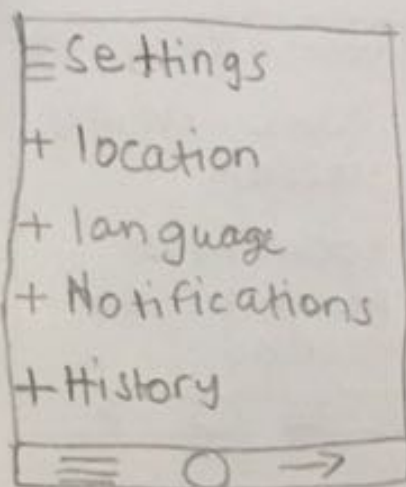 Settings
+ location
+ language
+ Notifications
+ History